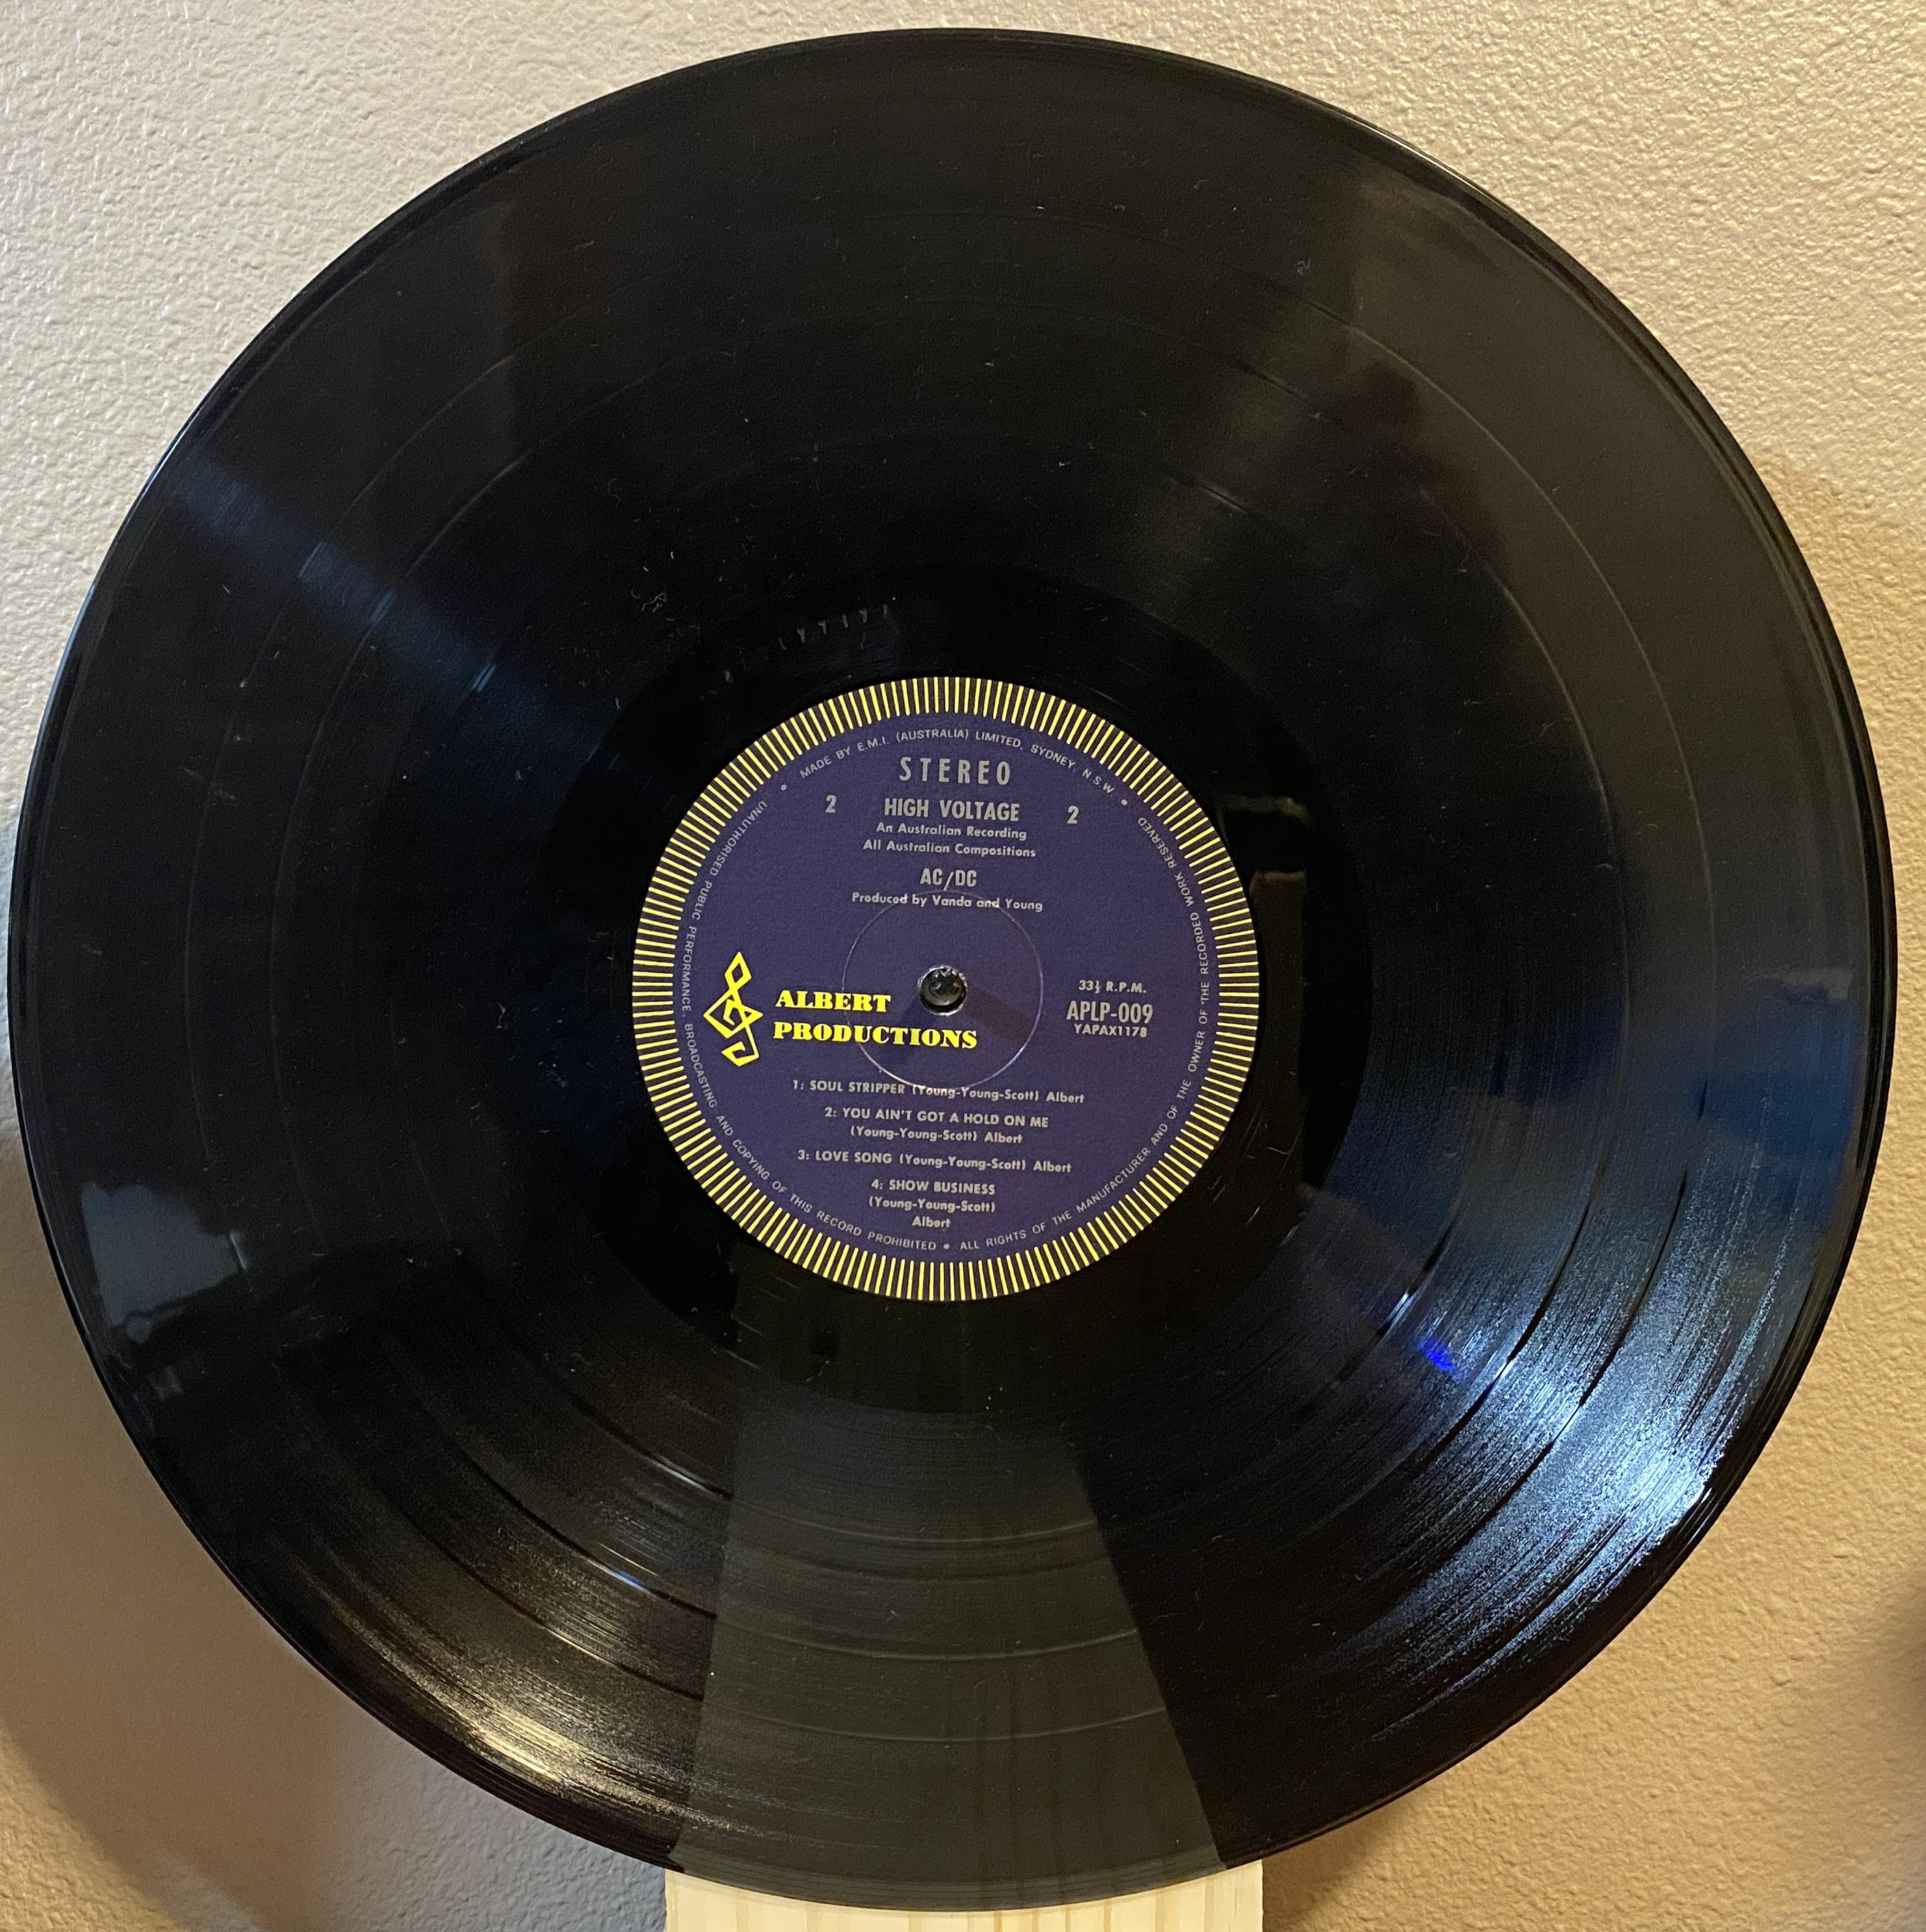 MADE BY E.M.I. (AUSTRALIA) LIMITED, SYDNEY, N.S.W •
STEREO
2 HIGH VOLTAGE 2
An Australian Recording
All Australian Compositions
AC/DC
Produced by Vanda and Young
ALBERT
PRODUCTIONS
33⅓ R.P.M.
APLP-009
YAPAX1178
1: SOUL STRIPPER (Young-Young-Scott) Albert
2: YOU AIN'T GOT A HOLD ON ME
(Young-Young-Scott) Albert
3: LOVE SONG (Young-Young-Scott) Albert
4: SHOW BUSINESS
(Young-Young-Scott)
Albert
UNAUTHORISED PUBLIC PERFORMANCE, BROADCASTING AND COPYING OF THIS RECORD PROHIBITED • ALL RIGHTS OF THE MANUFACTURER AND OF THE OWNER OF THE RECORDED WORK RESERVED